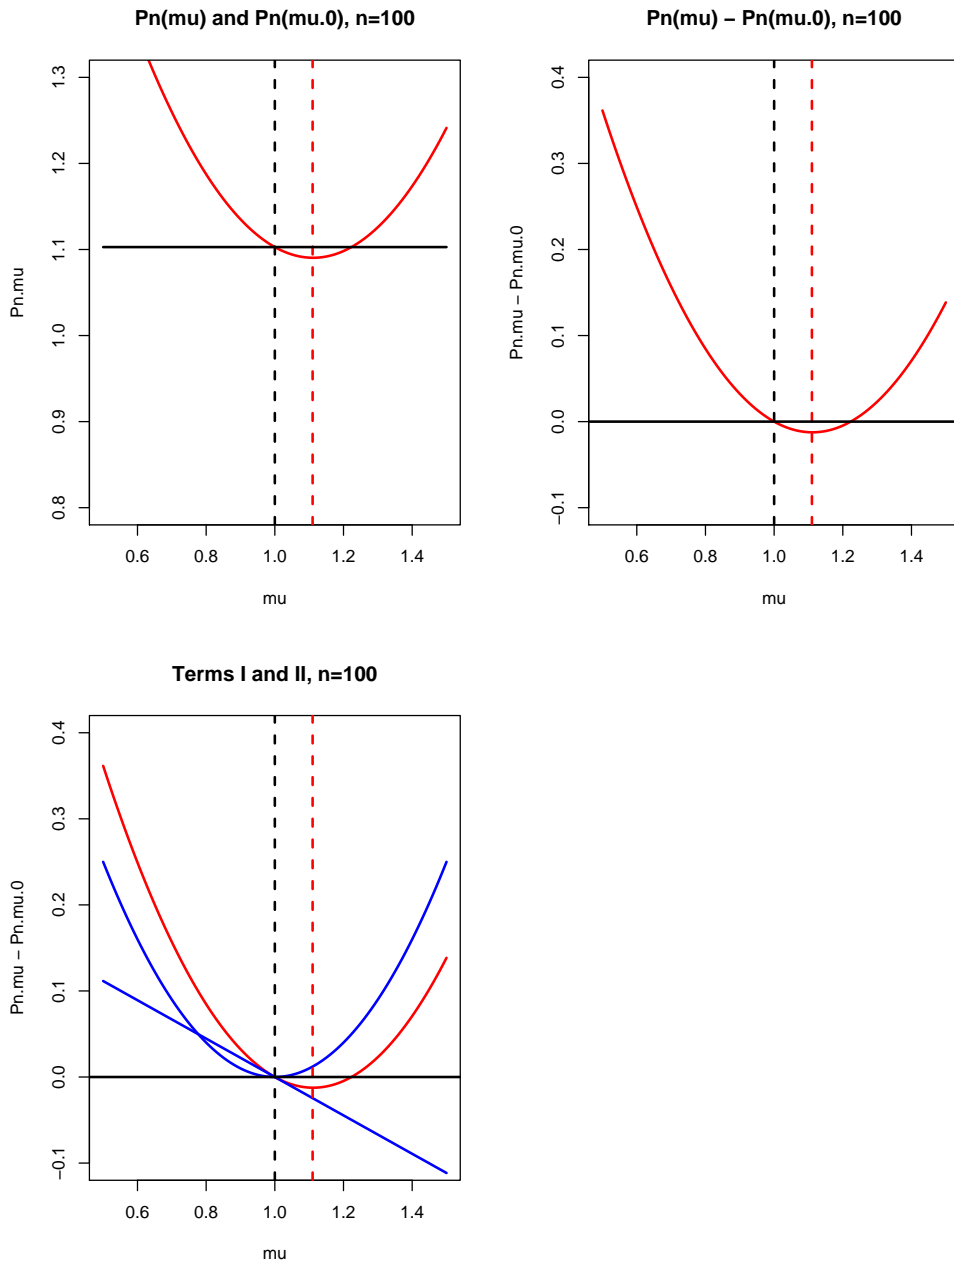 Pn(mu) and Pn(mu.0), n=100
Pn.mu
1.3
1.2
1.1
1.0
0.9
0.8
0.6 0.8 1.0 1.2 1.4
mu
Pn(mu) − Pn(mu.0), n=100
Pn.mu − Pn.mu.0
0.4
0.3
0.2
0.1
0.0
−0.1
0.6 0.8 1.0 1.2 1.4
mu
Terms I and II, n=100
Pn.mu − Pn.mu.0
0.4
0.3
0.2
0.1
0.0
−0.1
0.6 0.8 1.0 1.2 1.4
mu